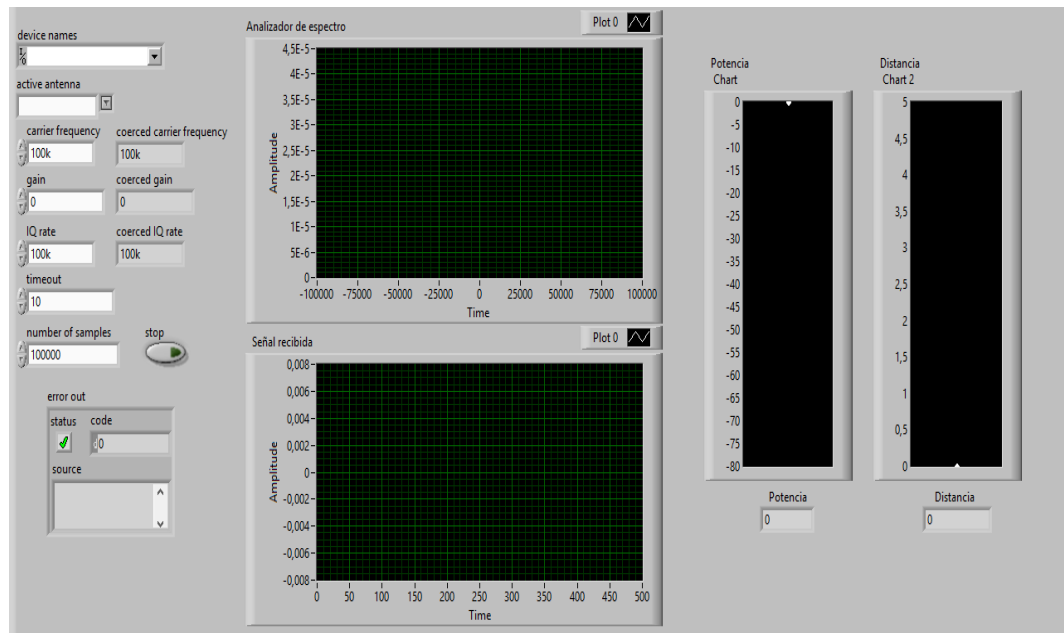 device names
active antenna
carrier frequency
coerced carrier frequency
100k
100k
gain
coerced gain
0
0
IQ rate
coerced IQ rate
100k
100k
timeout
10
number of samples
stop
100000
error out
status
code
d0
source
Analizador de espectro
Plot 0
Amplitude
4,5E-5
4E-5
3,5E-5
3E-5
2,5E-5
2E-5
1,5E-5
1E-5
5E-6
0
-100000 -75000 -50000 -25000 0 25000 50000 75000 100000
Time
Señal recibida
Plot 0
Amplitude
0,008
0,006
0,004
0,002
0
-0,002
-0,004
-0,006
-0,008
0 50 100 150 200 250 300 350 400 450 500
Time
Potencia
Chart
0
-5
-10
-15
-20
-25
-30
-35
-40
-45
-50
-55
-60
-65
-70
-75
-80
Potencia
0
Distancia
Chart 2
5
4,5
4
3,5
3
2,5
2
1,5
1
0,5
0
Distancia
0